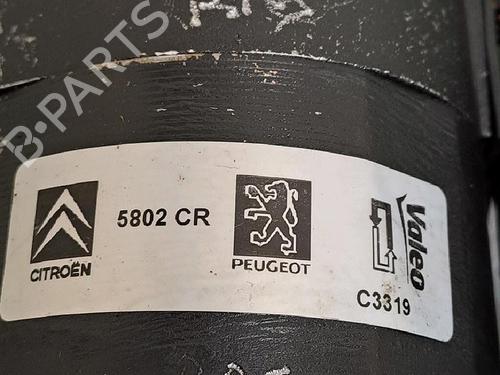 B-PARTS
5802 CR
CITROËN
PEUGEOT
Valeo
C3319